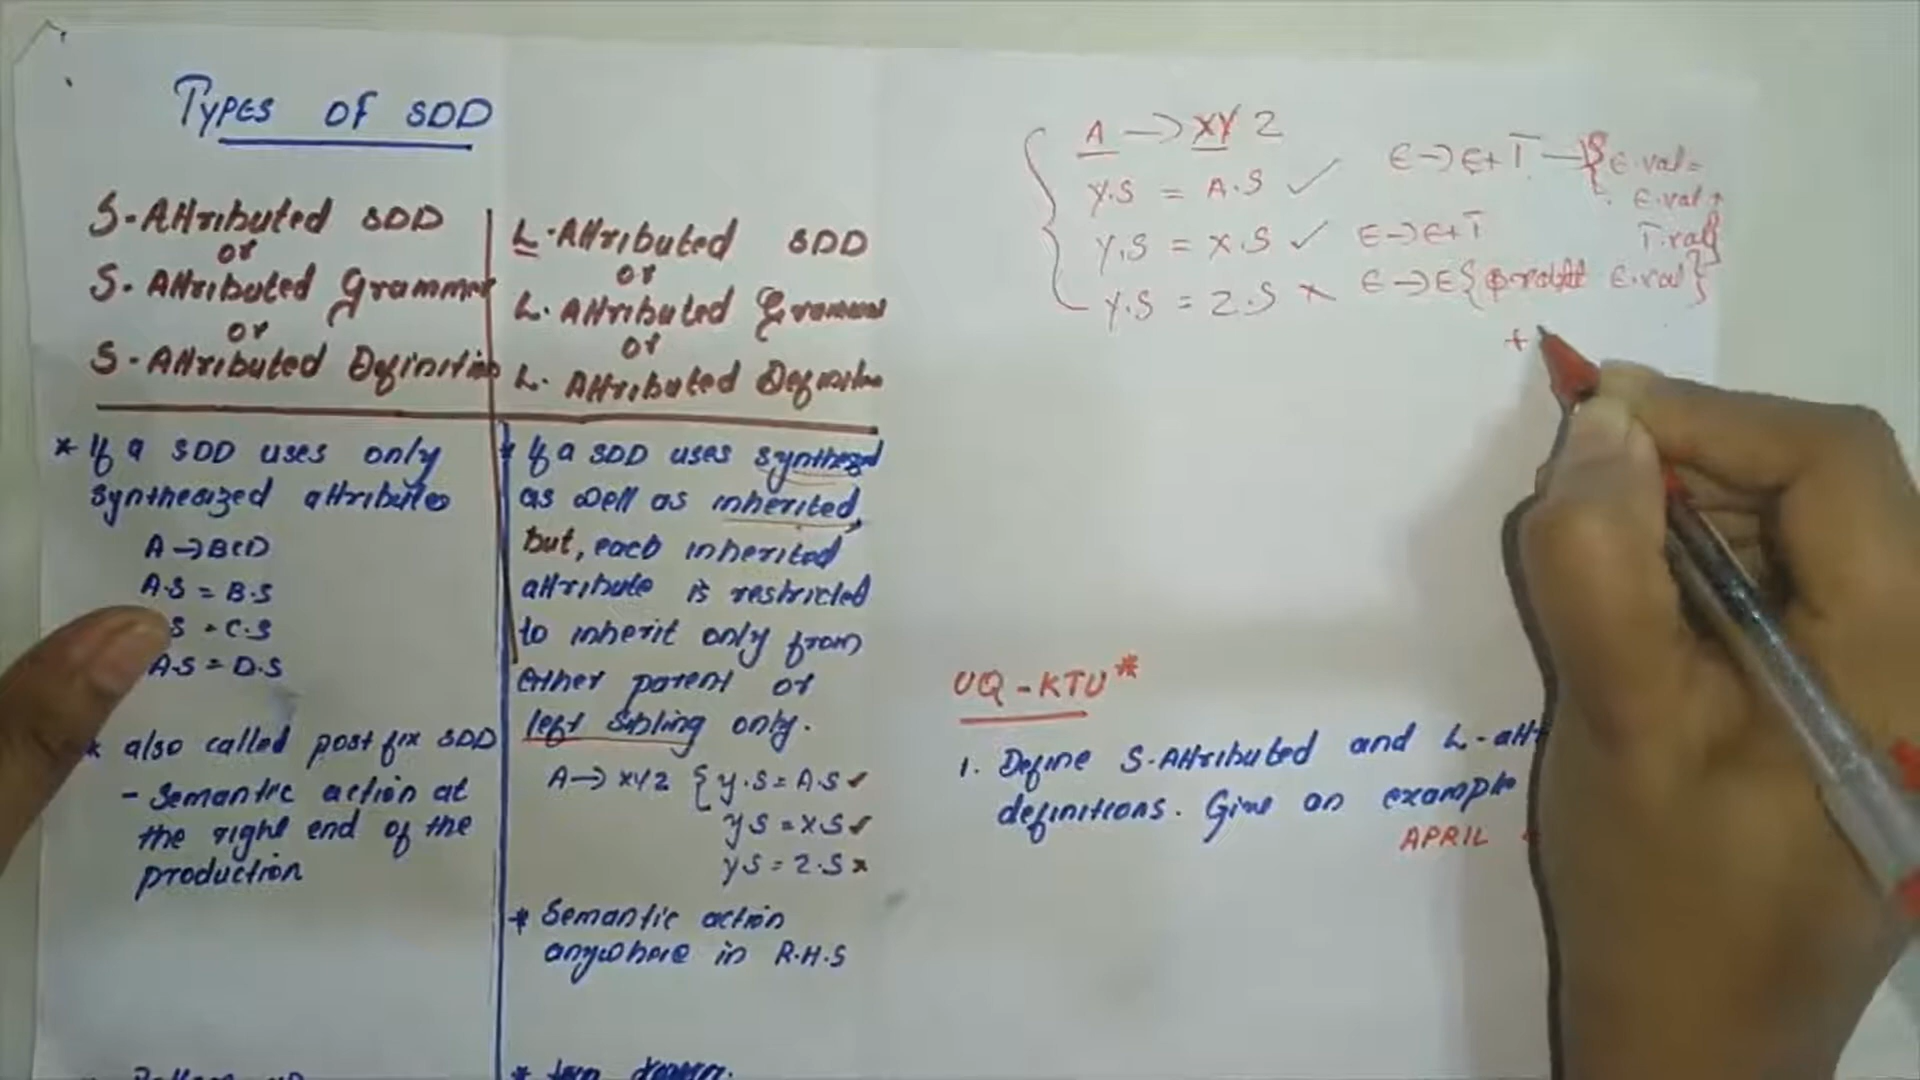 Types of SDD
S-Attributed SDD
or
S-Attributed Grammar
or
S-Attributed Definition
* If a SDD uses only
synthesized attributes
A → BCD
A.S = B.S
S = C.S
A.S = D.S
* also called post fix SDD
- Semantic action at
the right end of the
production
L-Attributed SDD
or
L-Attributed
or
L-Attributed
* If a SDD uses
as well as inherited,
but, each inherited
attribute is restricted
to inherit only from
either parent or
left sibling only.
A → XYZ { Y.S = A.S ✓
Y.S = X.S ✓
Y.S = Z.S ×
* Semantic action
anywhere in R.H.S
A → XYZ
Y.S = A.S ✓
Y.S = X.S ✓
Y.S = Z.S ×
E → E+T → { E.val =
E.val +
T.val }
E → E+T
E → E { E.val }
+
UQ - KTU *
1. Define S-Attributed and L-att
definitions. Give an example
APRIL